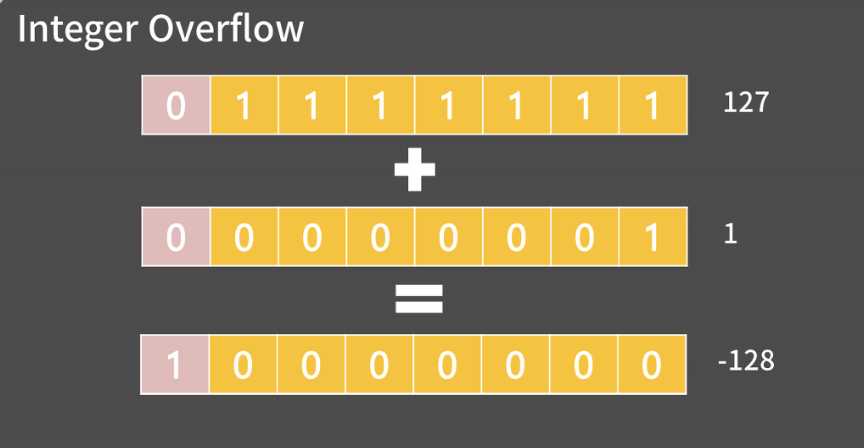 Integer Overflow
0 1 1 1 1 1 1 1 127
+
0 0 0 0 0 0 0 1 1
=
1 0 0 0 0 0 0 0 -128